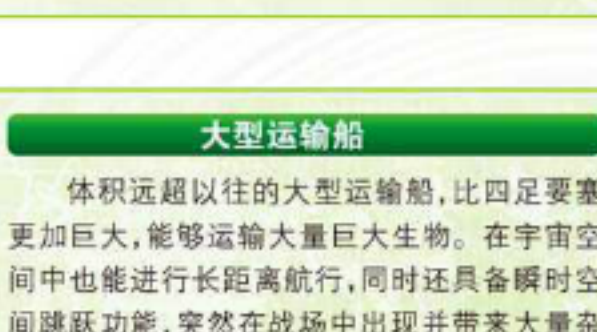 大型运输船
体积远超以往的大型运输船,比四足要塞
更加巨大,能够运输大量巨大生物。在宇宙空
间中也能进行长距离航行,同时还具备瞬时空
间跳跃功能,突然在战场中出现并带来大量杂